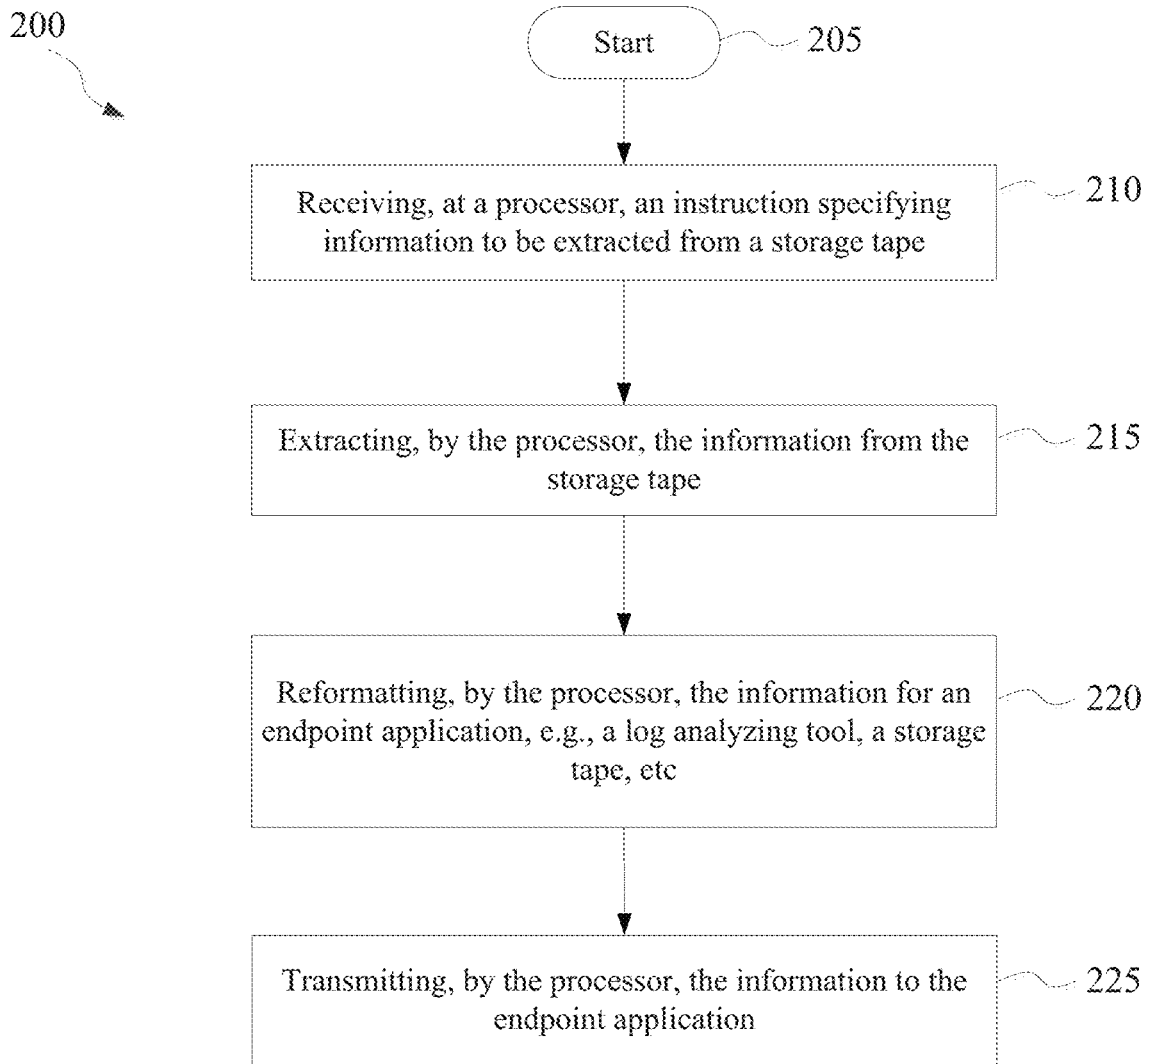 200
Start
205
Receiving, at a processor, an instruction specifying
information to be extracted from a storage tape
210
Extracting, by the processor, the information from the
storage tape
215
Reformatting, by the processor, the information for an
endpoint application, e.g., a log analyzing tool, a storage
tape, etc
220
Transmitting, by the processor, the information to the
endpoint application
225